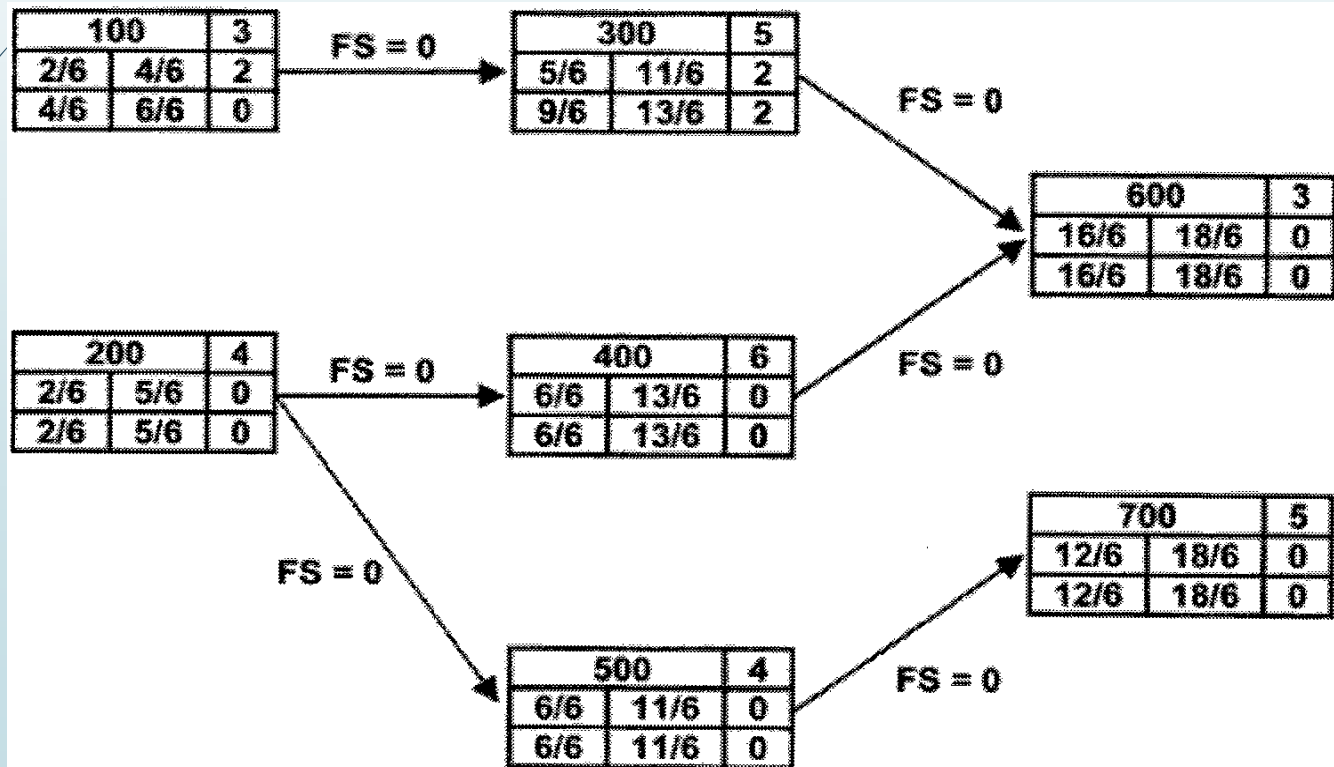 100 3
2/6 4/6 2
4/6 6/6 0
FS = 0
300 5
5/6 11/6 2
9/6 13/6 2
FS = 0
600 3
16/6 18/6 0
16/6 18/6 0
200 4
2/6 5/6 0
2/6 5/6 0
FS = 0
400 6
6/6 13/6 0
6/6 13/6 0
FS = 0
FS = 0
500 4
6/6 11/6 0
6/6 11/6 0
FS = 0
700 5
12/6 18/6 0
12/6 18/6 0